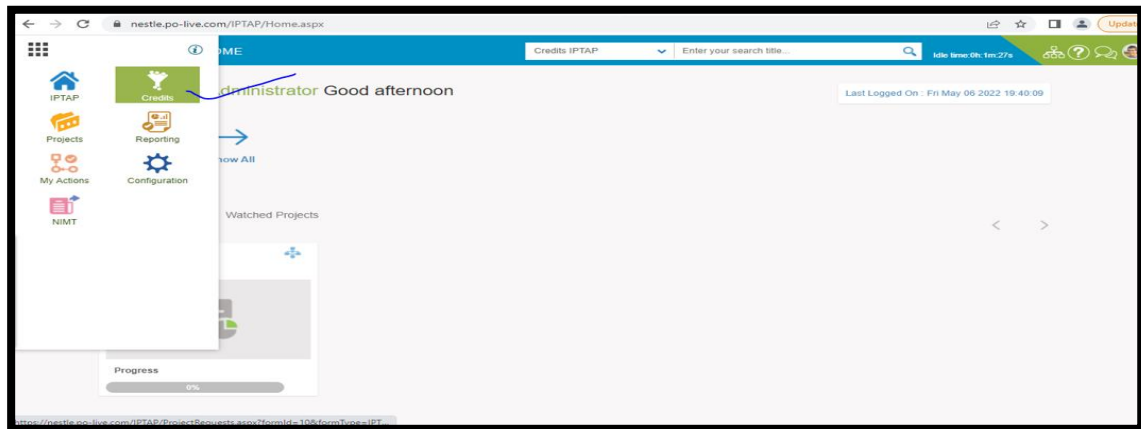 nestle.po-live.com/IPTAP/Home.aspx
Update
OME
Credits IPTAP
Enter your search title...
Idle time:0h:1m:27s
IPTAP
Credits
dministrator Good afternoon
Last Logged On : Fri May 06 2022 19:40:09
Projects
Reporting
how All
My Actions
Configuration
NIMT
Watched Projects
Progress
0%
https://nestle.po-live.com/IPTAP/ProjectRequests.aspx?formId=10&formType=IPT...